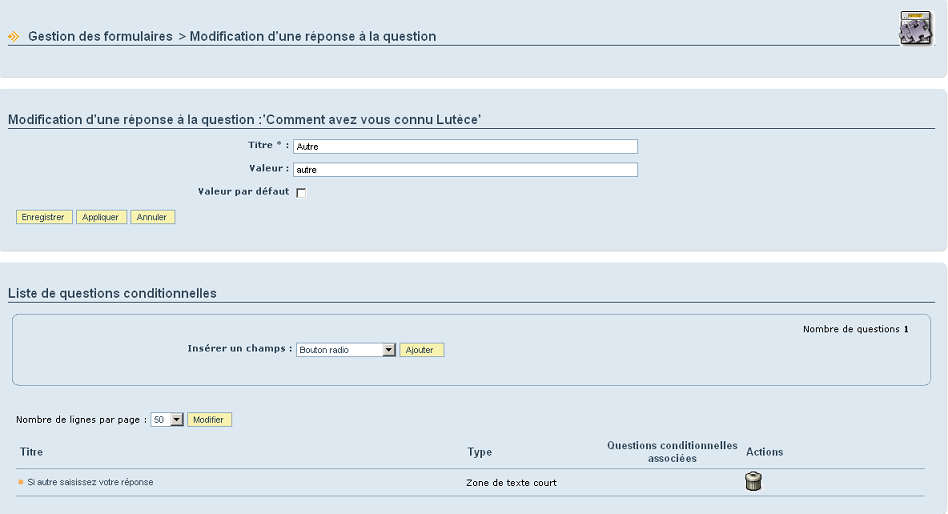 Gestion des formulaires > Modification d'une réponse à la question
Modification d'une réponse à la question :'Comment avez vous connu Lutèce'
Titre * : Autre
Valeur : autre
Valeur par défaut
Enregistrer Appliquer Annuler
Liste de questions conditionnelles
Nombre de questions 1
Insérer un champs : Bouton radio Ajouter
Nombre de lignes par page : 50 Modifier
Titre Type Questions conditionnelles associées Actions
Si autre saisissez votre réponse Zone de texte court